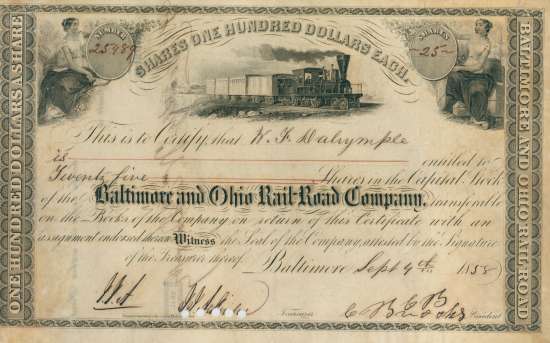 NUMBER
25989
SHARES ONE HUNDRED DOLLARS EACH.
SHARES
25
ONE HUNDRED DOLLARS A SHARE
BALTIMORE AND OHIO RAIL-ROAD
This is to Certify, that W. F. Dalrymple
is entitled to
Twenty five Shares in the Capital Stock
of the Baltimore and Ohio Rail-Road Company, transferable
on the Books of the Company on return of this Certificate with an
assignment endorsed thereon Witness the Seal of the Company, attested by the Signature
of the Treasurer thereof. Baltimore Sept 9th 1858
Treasurer
President